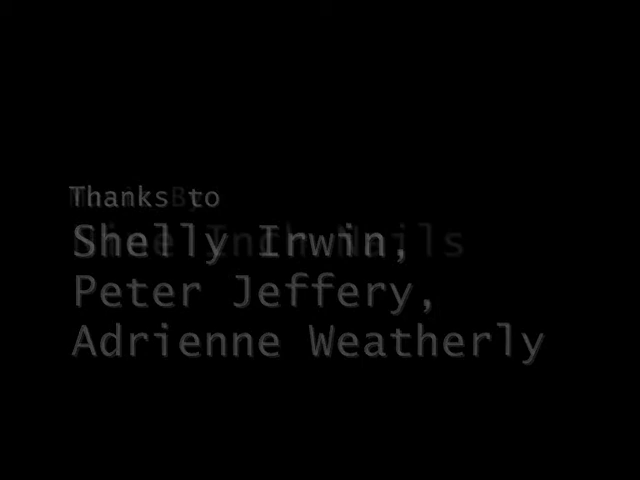 Thanks to
Shelly Irwin,
Peter Jeffery,
Adrienne Weatherly